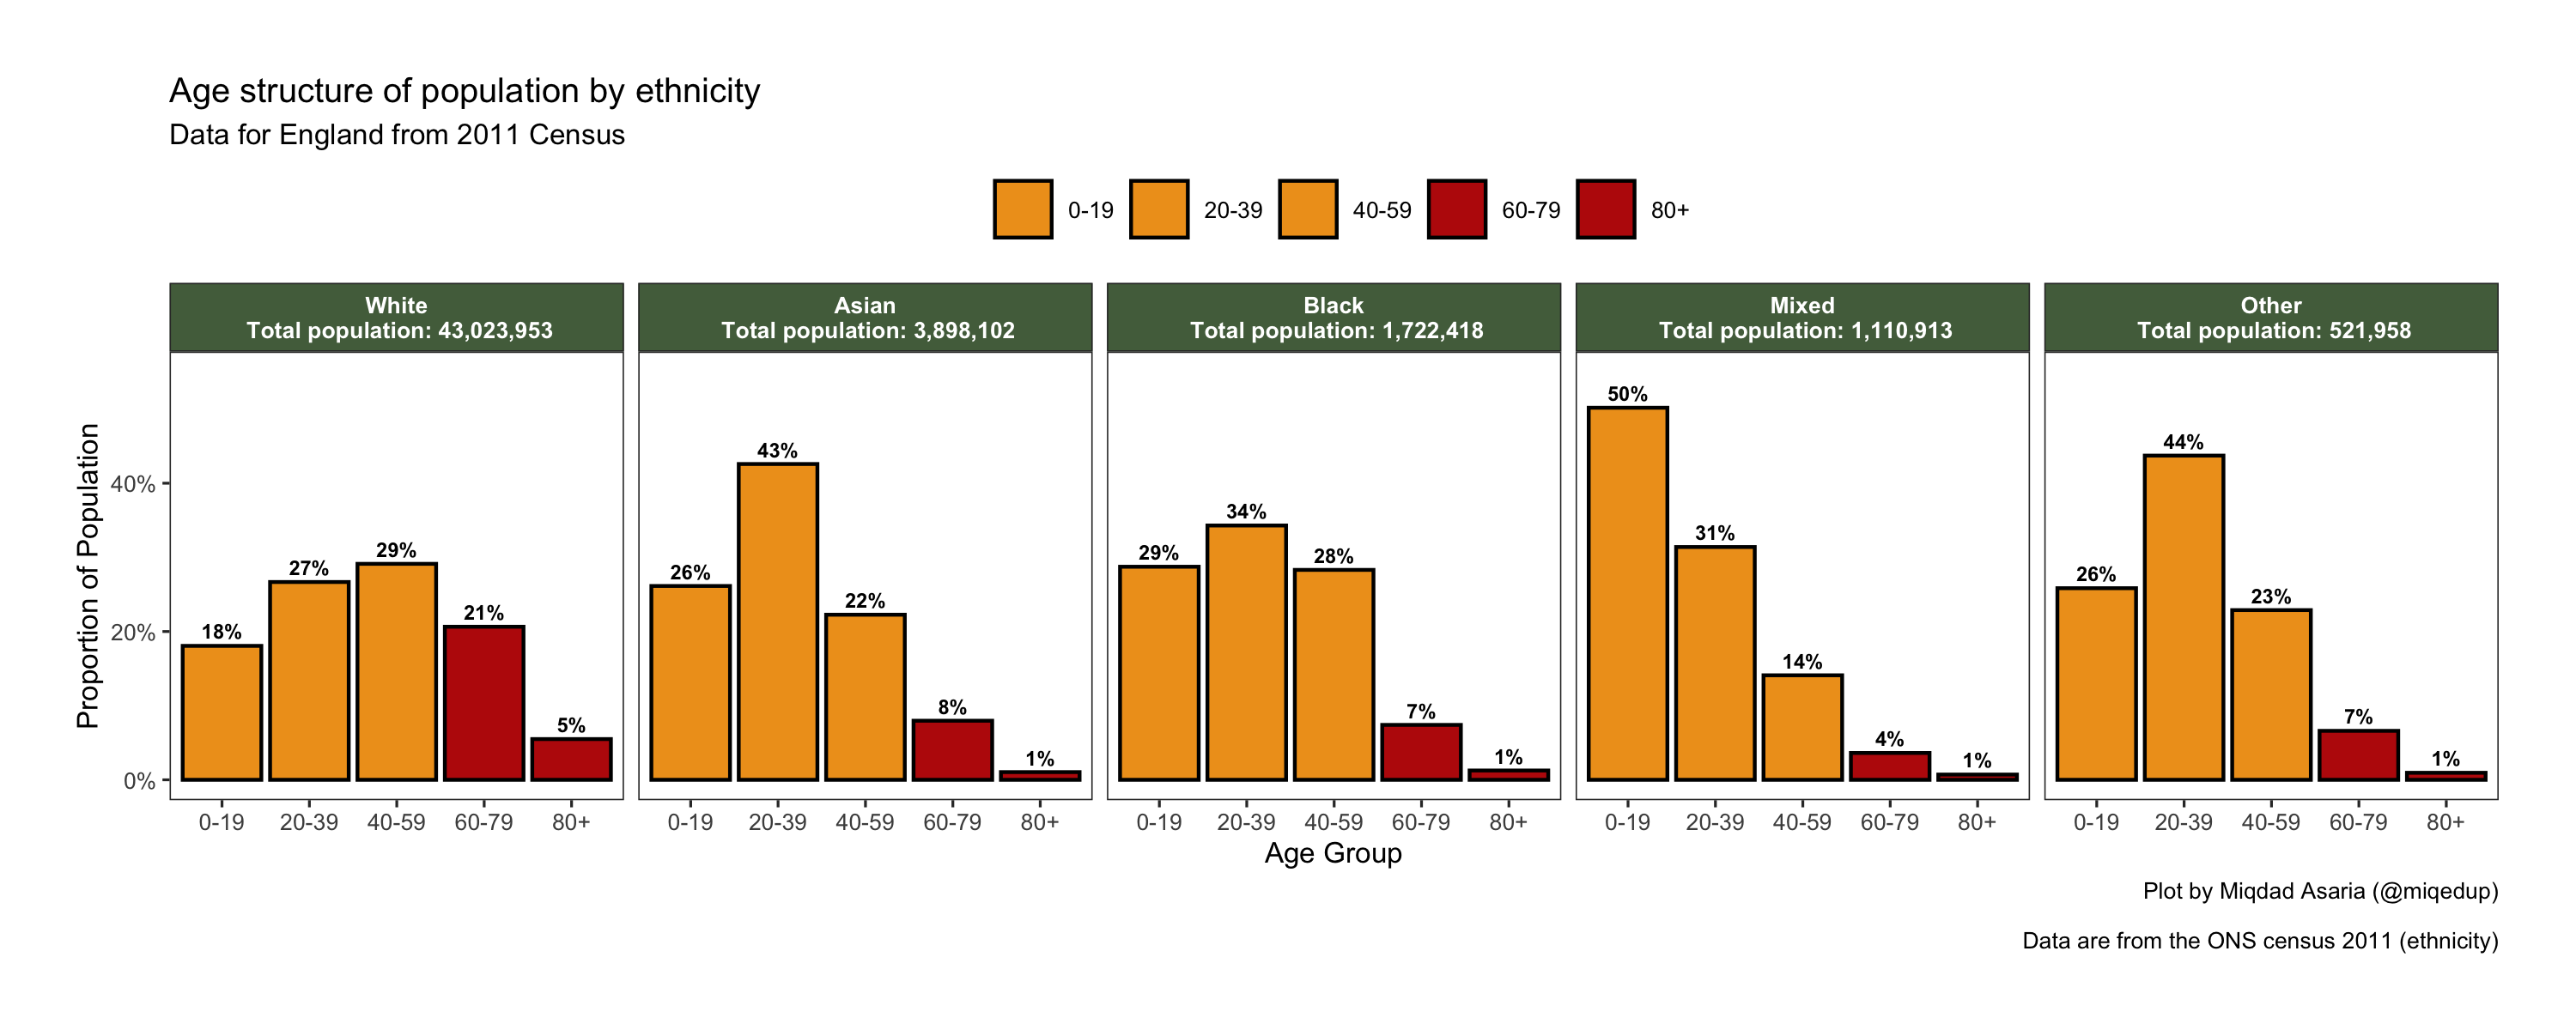 Age structure of population by ethnicity
Data for England from 2011 Census
0-19 20-39 40-59 60-79 80+
White
Total population: 43,023,953
Asian
Total population: 3,898,102
Black
Total population: 1,722,418
Mixed
Total population: 1,110,913
Other
Total population: 521,958
Proportion of Population
40%
20%
0%
18% 27% 29% 21% 5%
26% 43% 22% 8% 1%
29% 34% 28% 7% 1%
50% 31% 14% 4% 1%
26% 44% 23% 7% 1%
0-19 20-39 40-59 60-79 80+
0-19 20-39 40-59 60-79 80+
0-19 20-39 40-59 60-79 80+
0-19 20-39 40-59 60-79 80+
0-19 20-39 40-59 60-79 80+
Age Group
Plot by Miqdad Asaria (@miqedup)
Data are from the ONS census 2011 (ethnicity)